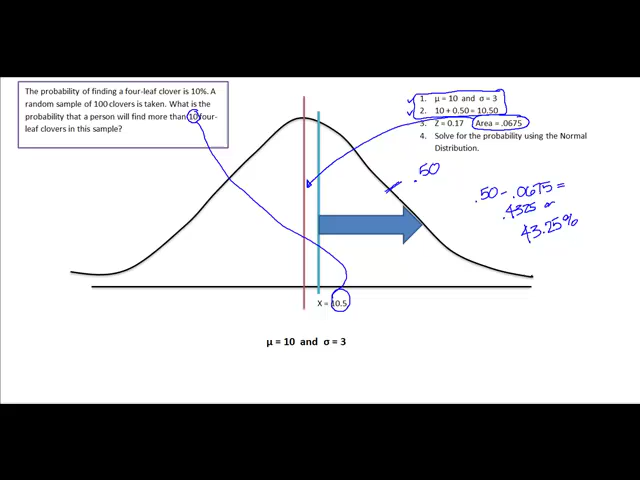 The probability of finding a four-leaf clover is 10%. A
random sample of 100 clovers is taken. What is the
probability that a person will find more than 10 four-
leaf clovers in this sample?
1. μ = 10 and σ = 3
2. 10 + 0.50 = 10.50
3. Z = 0.17 Area = .0675
4. Solve for the probability using the Normal
Distribution.
.50
.50 - .0675 =
.4325 or
43.25%
X = 10.5
μ = 10 and σ = 3